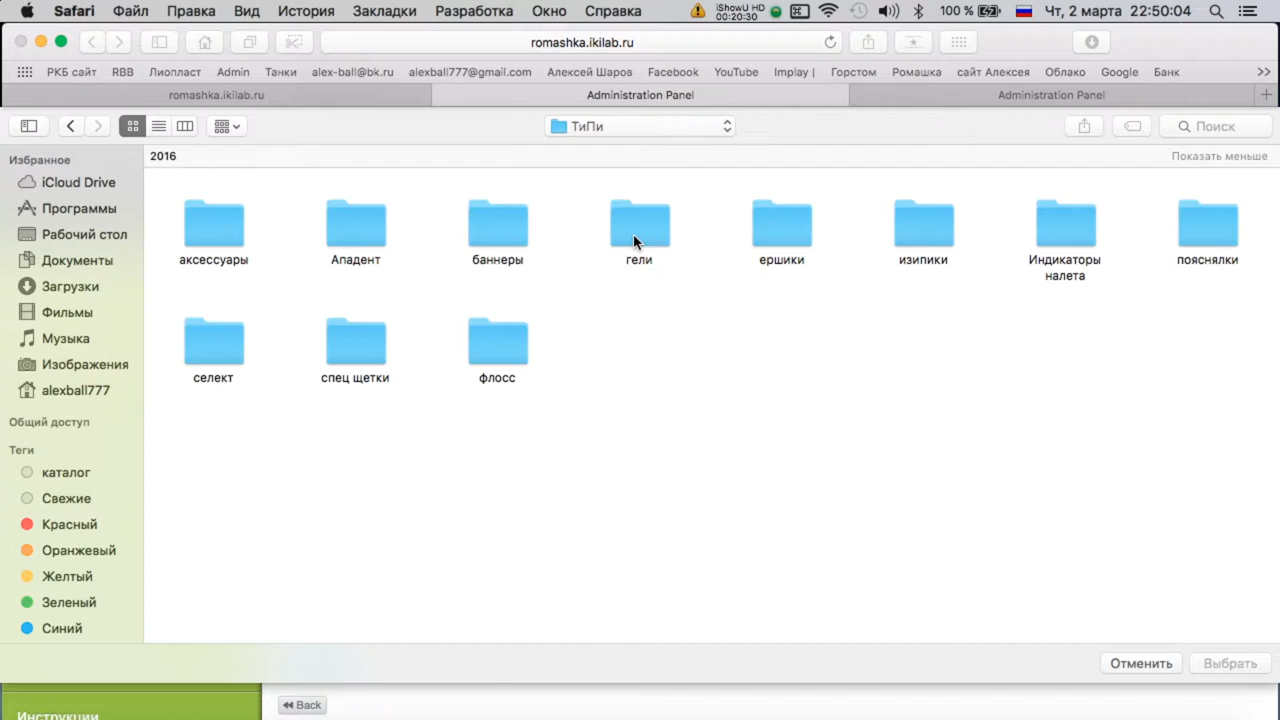 Safari Файл Правка Вид История Закладки Разработка Окно Справка iShowU HD 00:20:30 100 % Чт, 2 марта 22:50:04
romashka.ikilab.ru
РКБ сайт RBB Лиопласт Admin Танки alex-ball@bk.ru alexball777@gmail.com Алексей Шаров Facebook YouTube Implay | Горстом Ромашка сайт Алексея Облако Google Банк
romashka.ikilab.ru Administration Panel Administration Panel
ТиПи Поиск
Избранное 2016 Показать меньше
iCloud Drive
Программы
Рабочий стол
Документы
Загрузки
Фильмы
Музыка
Изображения
alexball777
Общий доступ
Теги
каталог
Свежие
Красный
Оранжевый
Желтый
Зеленый
Синий
аксессуары Ападент баннеры гели ершики изипики Индикаторы налета пояснялки
селект спец щетки флосс
Отменить Выбрать
Инструкции Back